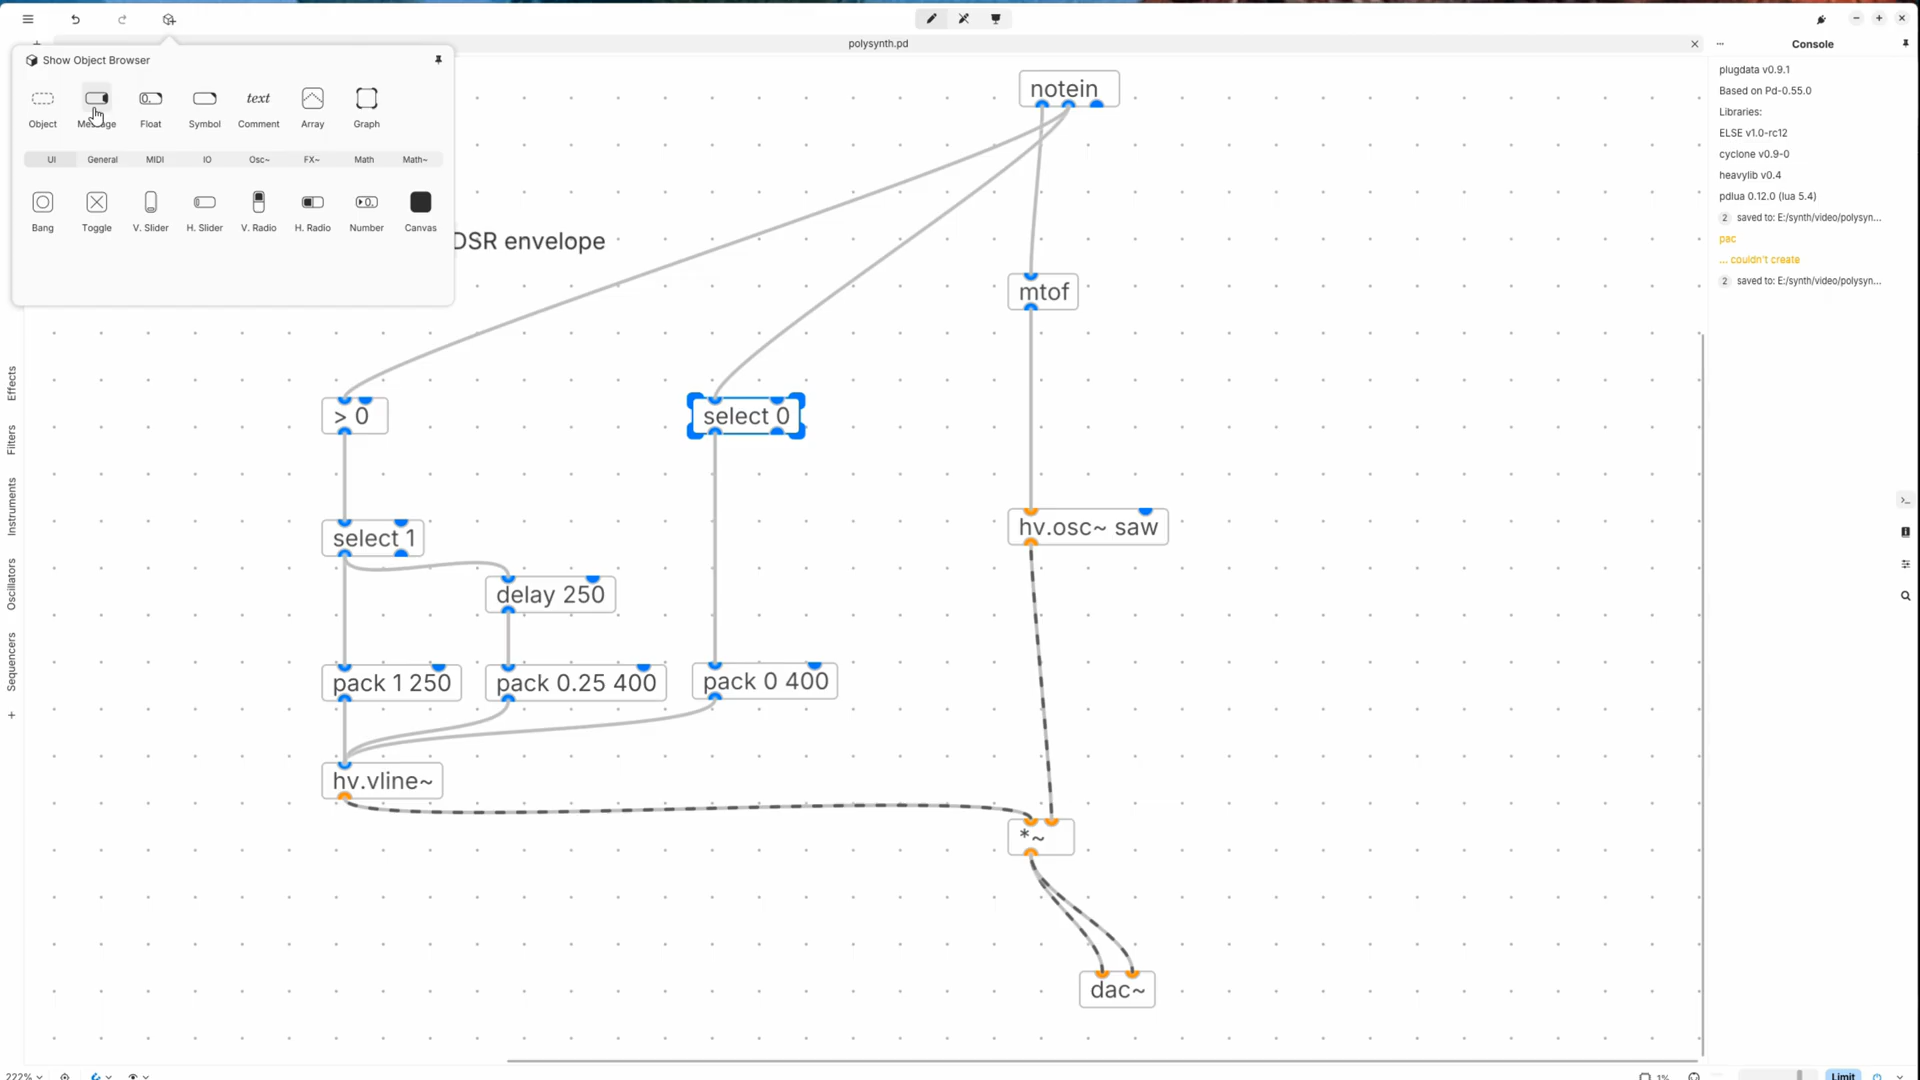 polysynth.pd
Console
Show Object Browser
Object
Message
Float
Symbol
text
Comment
Array
Graph
UI
General
MIDI
IO
Osc~
FX~
Math
Math~
Bang
Toggle
V. Slider
H. Slider
V. Radio
H. Radio
Number
Canvas
DSR envelope
notein
mtof
> 0
select 0
select 1
hv.osc~ saw
delay 250
pack 1 250
pack 0.25 400
pack 0 400
hv.vline~
*~
dac~
Effects
Filters
Instruments
Oscillators
Sequencers
plugdata v0.9.1
Based on Pd-0.55.0
Libraries:
ELSE v1.0-rc12
cyclone v0.9-0
heavylib v0.4
pdlua 0.12.0 (lua 5.4)
2 saved to: E:/synth/video/polysyn...
pac
... couldn't create
2 saved to: E:/synth/video/polysyn...
222%
1%
Limit